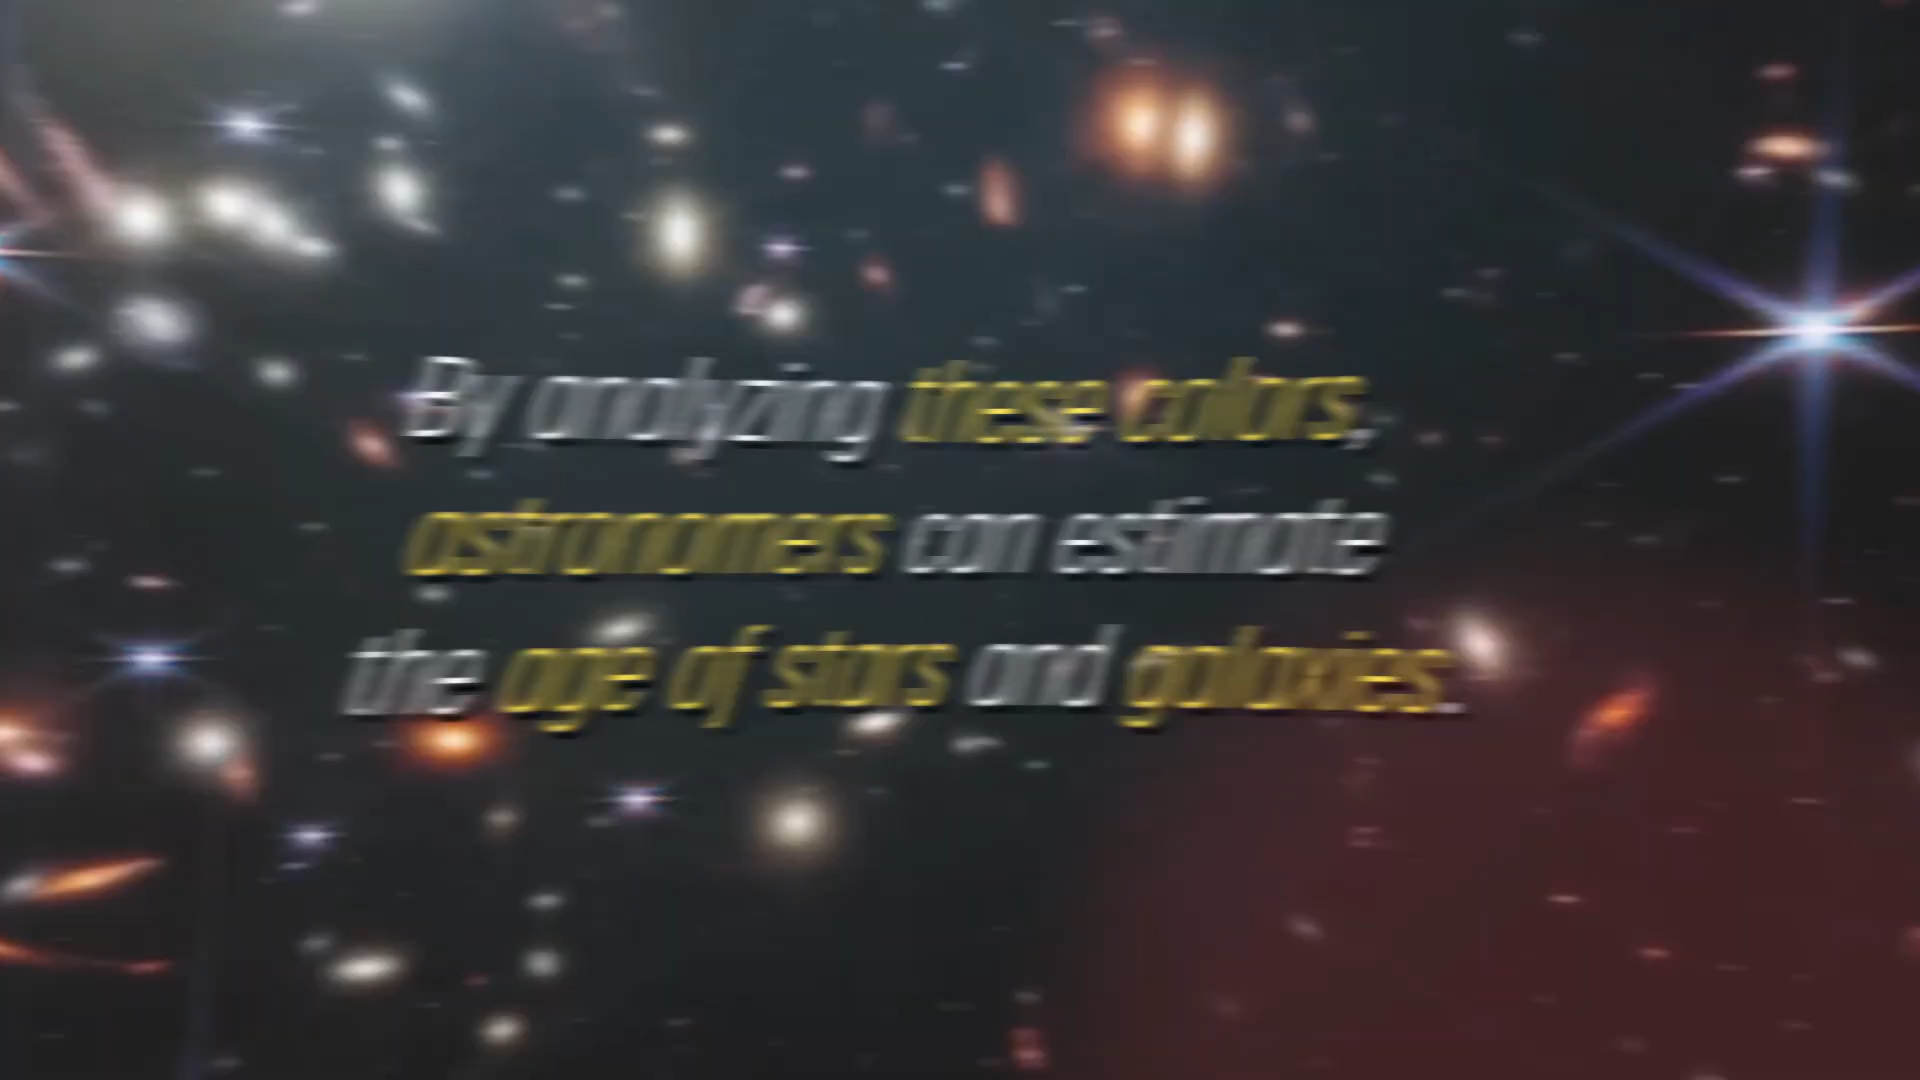 By analyzing these colors,
astronomers can estimate
the age of stars and galaxies.